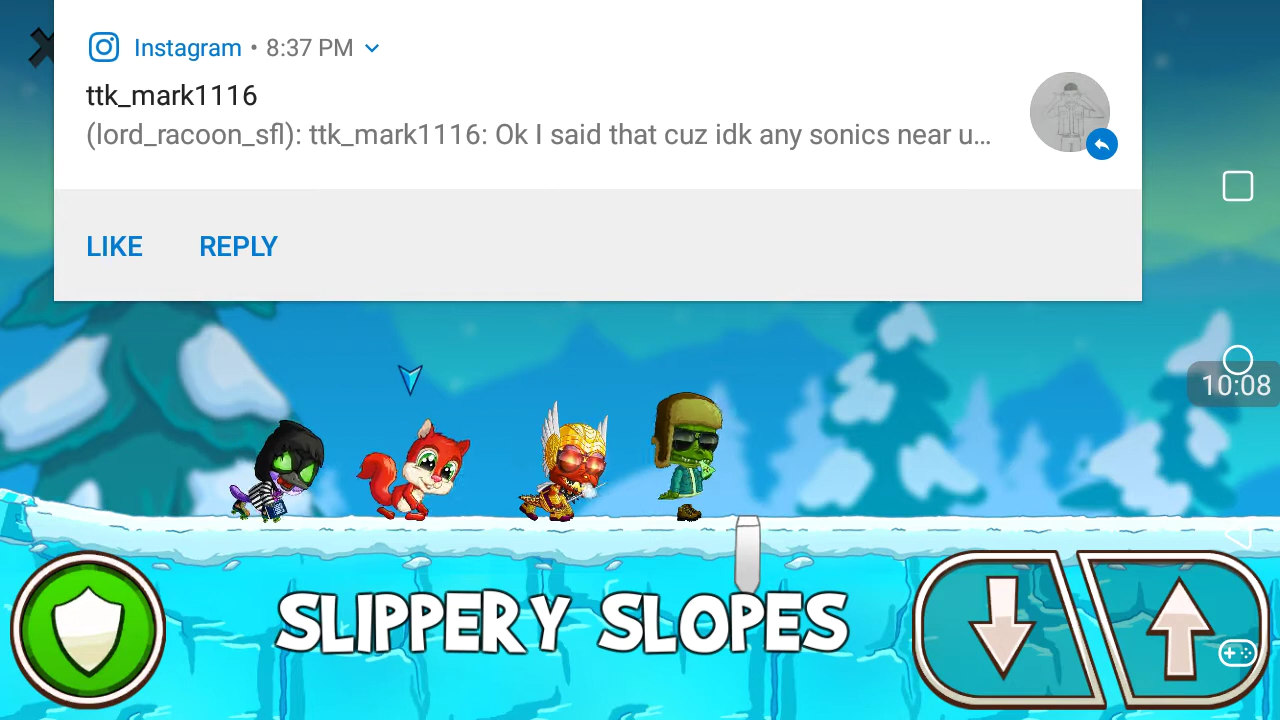 Instagram • 8:37 PM
ttk_mark1116
(lord_racoon_sfl): ttk_mark1116: Ok I said that cuz idk any sonics near u...
LIKE REPLY
10:08
SLIPPERY SLOPES